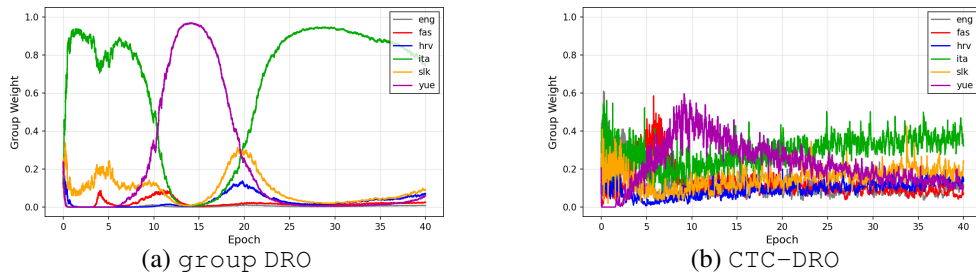 1.0
0.8
0.6
0.4
0.2
0.0
Group Weight
0 5 10 15 20 25 30 35 40
Epoch
eng
fas
hrv
ita
slk
yue
(a) group DRO
1.0
0.8
0.6
0.4
0.2
0.0
Group Weight
0 5 10 15 20 25 30 35 40
Epoch
eng
fas
hrv
ita
slk
yue
(b) CTC-DRO